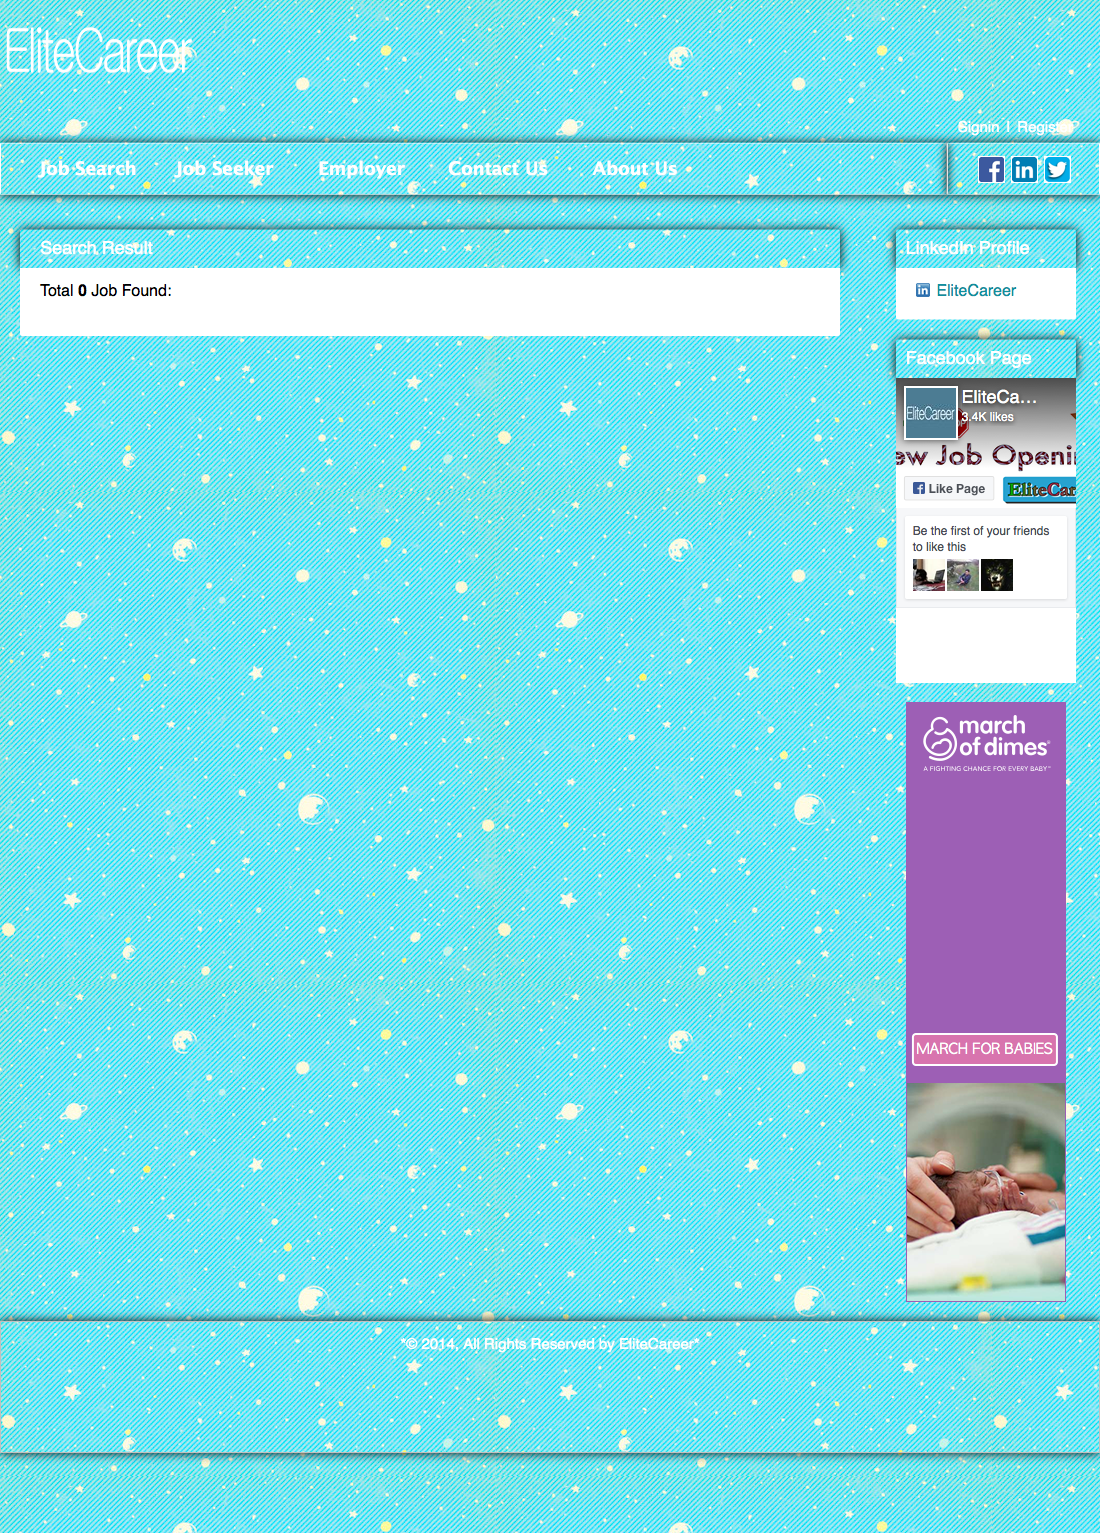 EliteCareer
Signin | Register
Job Search Job Seeker Employer Contact US About Us
Search Result
Total 0 Job Found:
LinkedIn Profile
EliteCareer
Facebook Page
EliteCa...
EliteCareer
3.4K likes
ew Job Openin
Like Page
EliteCar
Be the first of your friends
to like this
march
of dimes®
A FIGHTING CHANCE FOR EVERY BABY™
MARCH FOR BABIES
"© 2014, All Rights Reserved by EliteCareer"